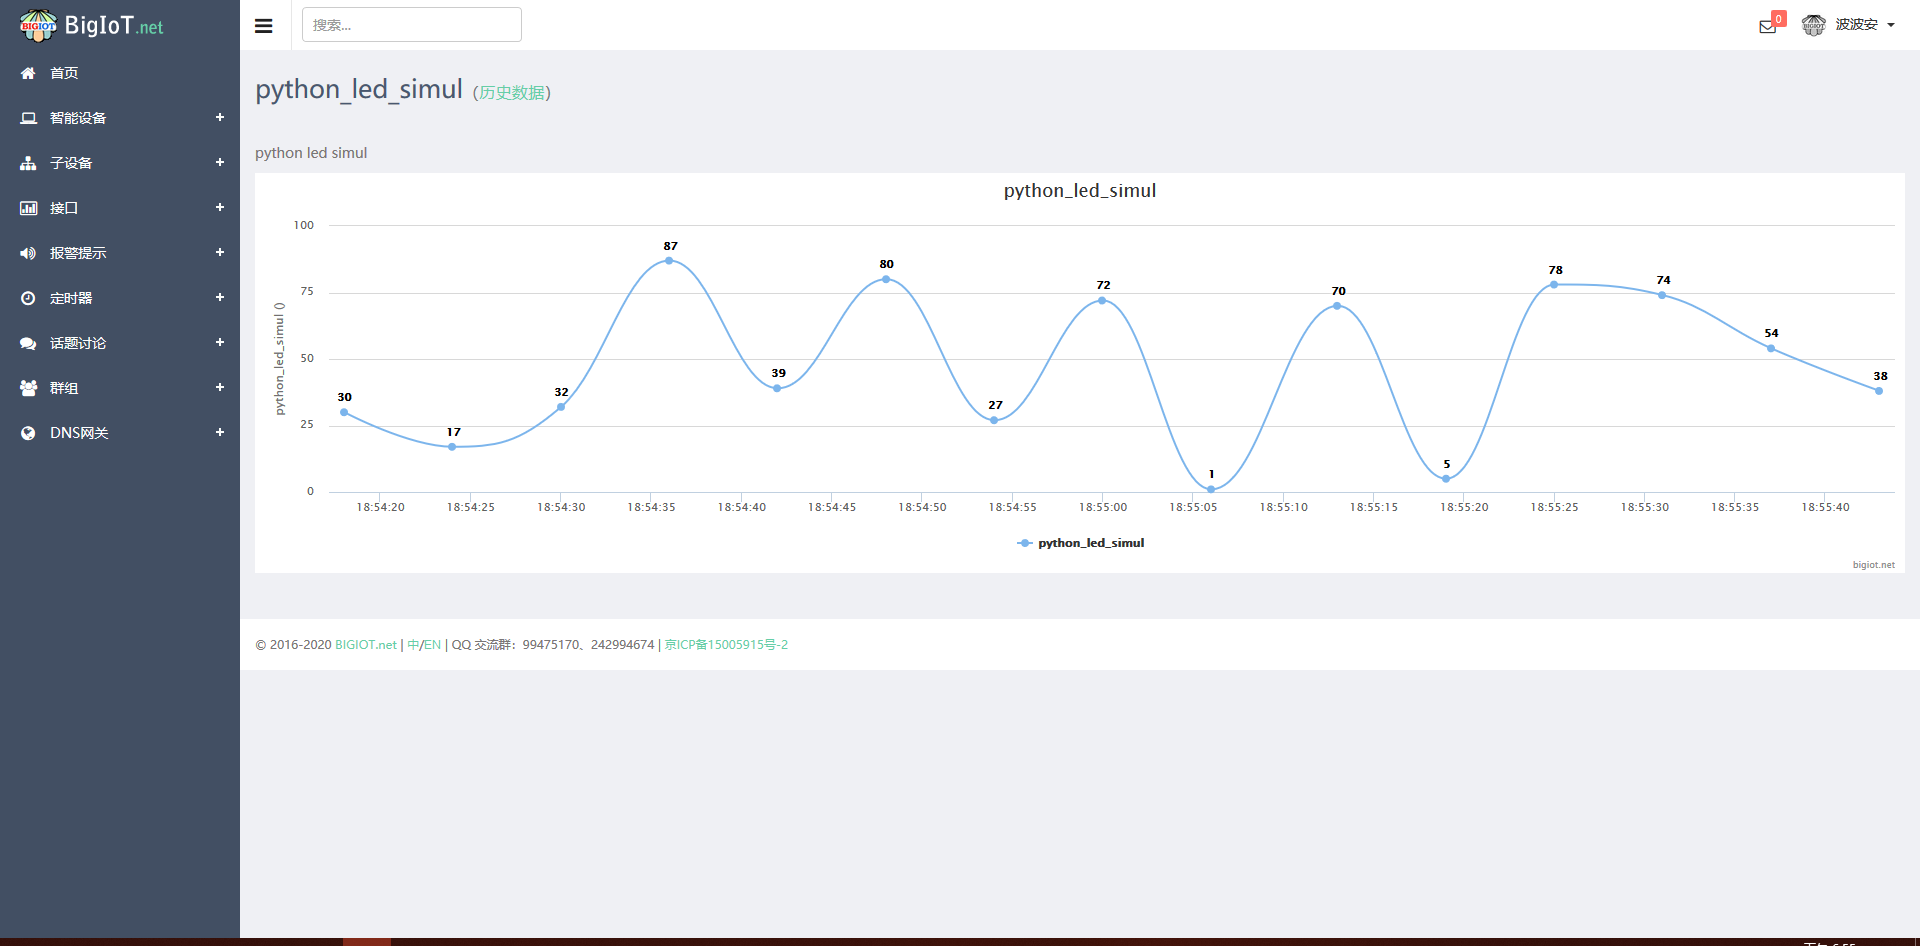 BIGIOT BigIoT.net
首页
智能设备 +
子设备 +
接口 +
报警提示 +
定时器 +
话题讨论 +
群组 +
DNS网关 +
搜索...
0
波波安
python_led_simul (历史数据)
python led simul
python_led_simul
python_led_simul ()
100
75
50
25
0
30
17
32
87
39
80
27
72
1
70
5
78
74
54
38
18:54:20 18:54:25 18:54:30 18:54:35 18:54:40 18:54:45 18:54:50 18:54:55 18:55:00 18:55:05 18:55:10 18:55:15 18:55:20 18:55:25 18:55:30 18:55:35 18:55:40
python_led_simul
bigiot.net
© 2016-2020 BIGIOT.net | 中/EN | QQ 交流群：99475170、242994674 | 京ICP备15005915号-2